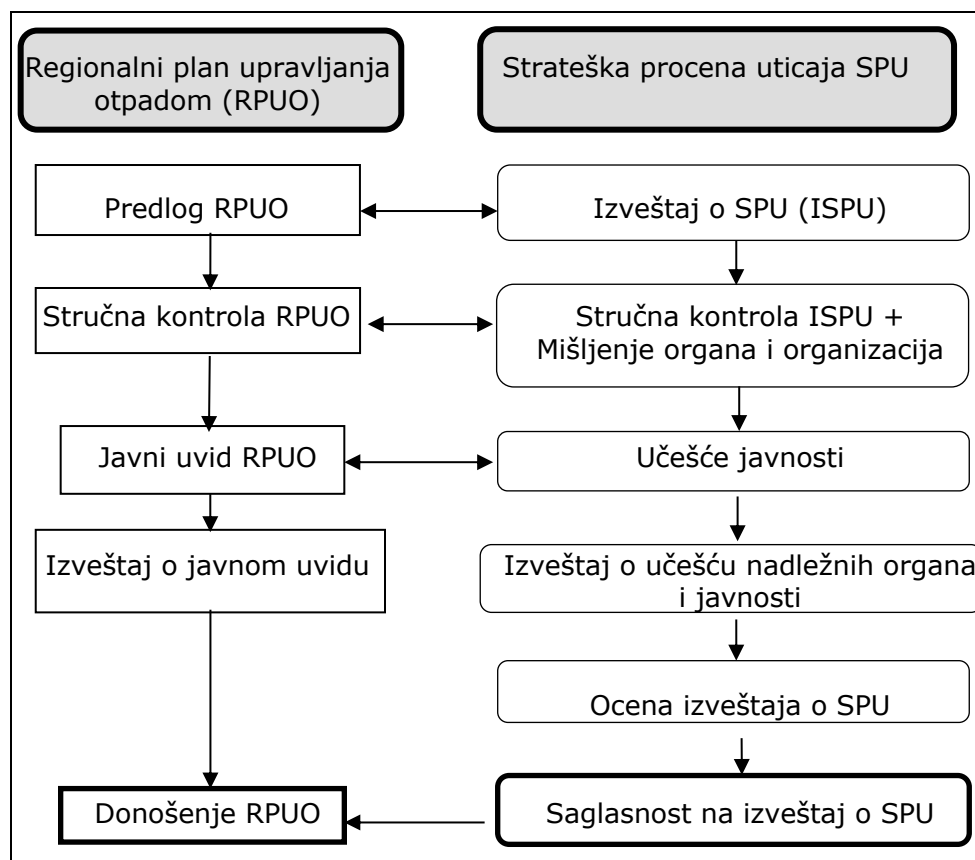 Regionalni plan upravljanja
otpadom (RPUO)
Strateška procena uticaja SPU
Predlog RPUO
Izveštaj o SPU (ISPU)
Stručna kontrola RPUO
Stručna kontrola ISPU +
Mišljenje organa i organizacija
Javni uvid RPUO
Učešće javnosti
Izveštaj o javnom uvidu
Izveštaj o učešću nadležnih organa
i javnosti
Ocena izveštaja o SPU
Donošenje RPUO
Saglasnost na izveštaj o SPU